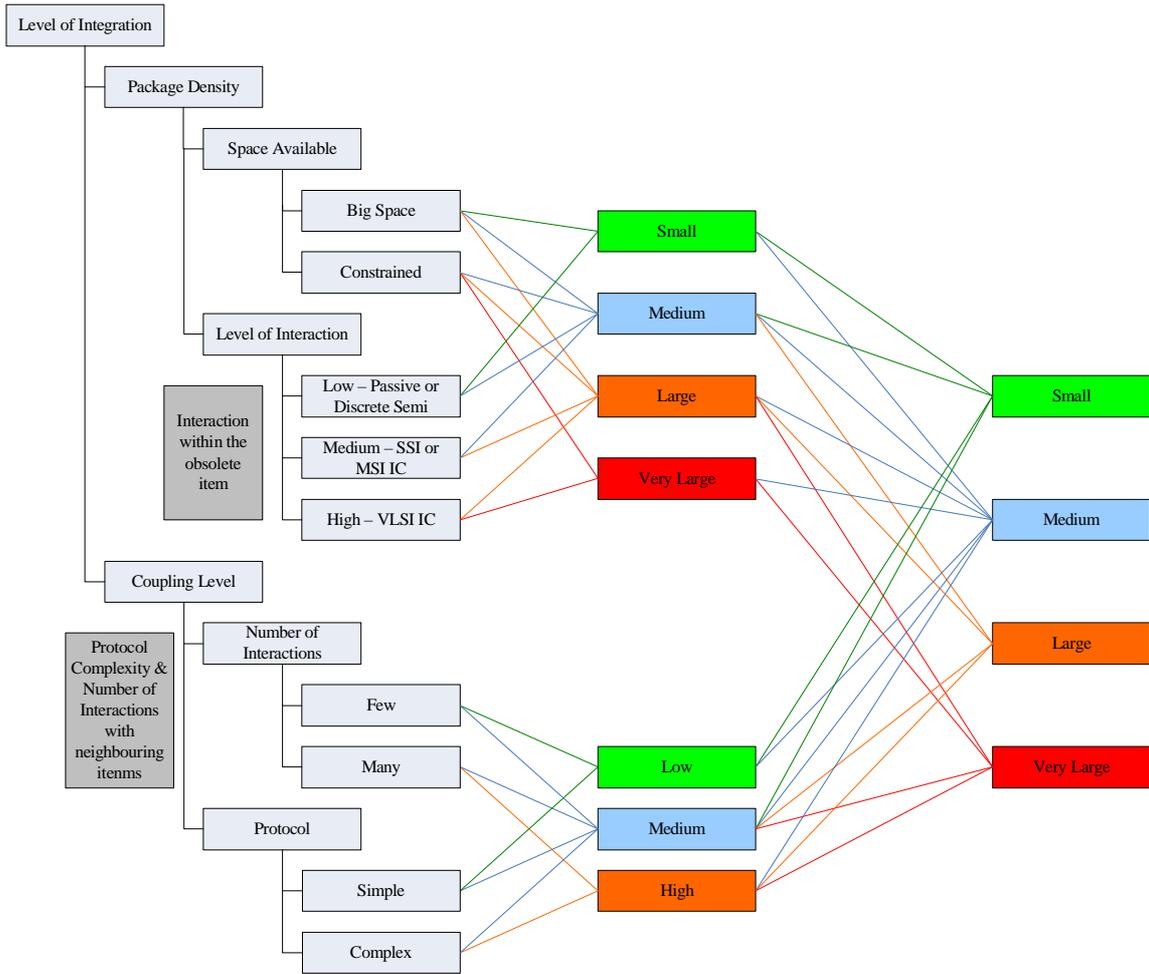 Level of Integration
Package Density
Space Available
Big Space
Constrained
Level of Interaction
Low – Passive or
Discrete Semi
Medium – SSI or
MSI IC
High – VLSI IC
Interaction
within the
obsolete
item
Coupling Level
Number of
Interactions
Few
Many
Protocol
Simple
Complex
Protocol
Complexity &
Number of
Interactions
with
neighbouring
itenms
Small
Medium
Large
Very Large
Low
Medium
High
Small
Medium
Large
Very Large